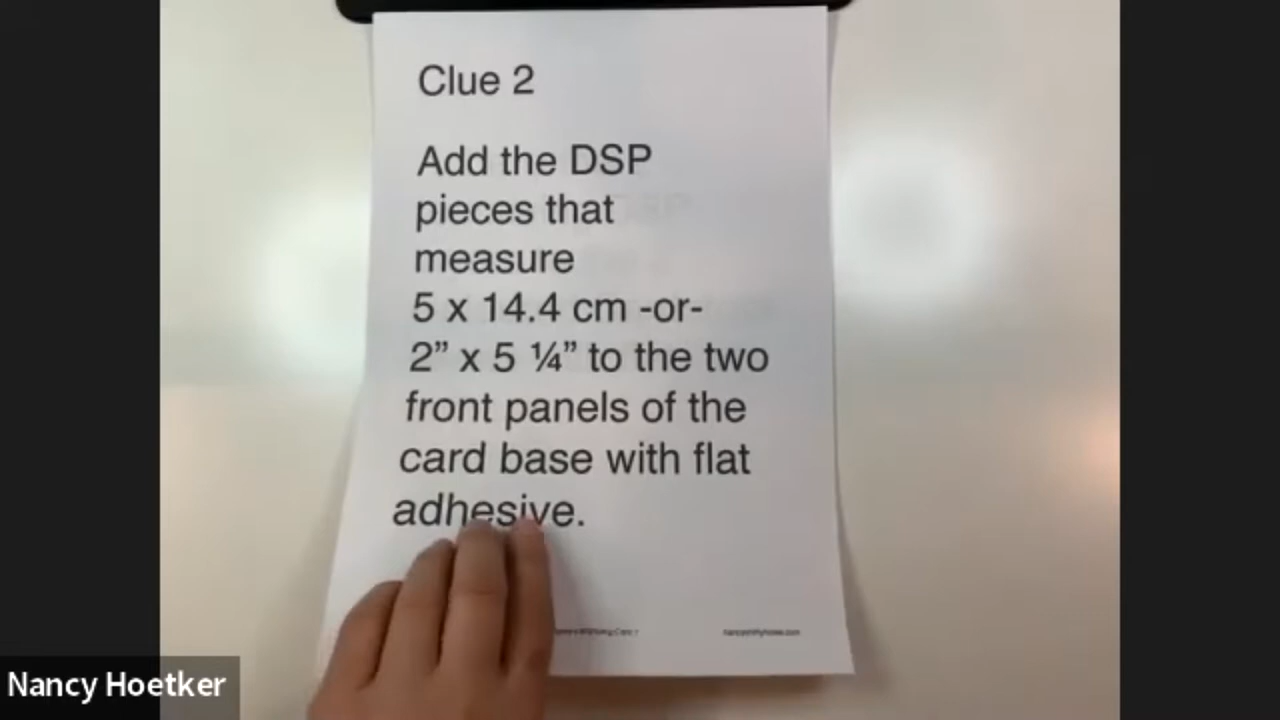 Clue 2
Add the DSP
pieces that
measure
5 x 14.4 cm -or-
2” x 5 ¼” to the two
front panels of the
card base with flat
adhesive.
Nancy Hoetker